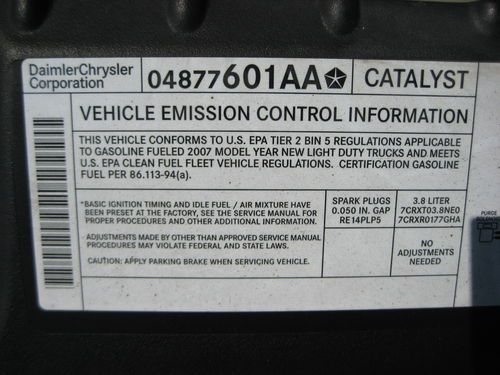 DaimlerChrysler
Corporation
04877601AA
CATALYST
VEHICLE EMISSION CONTROL INFORMATION
THIS VEHICLE CONFORMS TO U.S. EPA TIER 2 BIN 5 REGULATIONS APPLICABLE
TO GASOLINE FUELED 2007 MODEL YEAR NEW LIGHT DUTY TRUCKS AND MEETS
U.S. EPA CLEAN FUEL FLEET VEHICLE REGULATIONS. CERTIFICATION GASOLINE
FUEL PER 86.113-94(a).
*BASIC IGNITION TIMING AND IDLE FUEL / AIR MIXTURE HAVE
BEEN PRESET AT THE FACTORY. SEE THE SERVICE MANUAL FOR
PROPER PROCEDURES AND OTHER ADDITIONAL INFORMATION.
*ADJUSTMENTS MADE BY OTHER THAN APPROVED SERVICE MANUAL
PROCEDURES MAY VIOLATE FEDERAL AND STATE LAWS.
CAUTION: APPLY PARKING BRAKE WHEN SERVICING VEHICLE.
SPARK PLUGS
0.050 IN. GAP
RE14PLP5
3.8 LITER
7CRXT03.8NE0
7CRXR0177GHA
NO
ADJUSTMENTS
NEEDED
PURGE